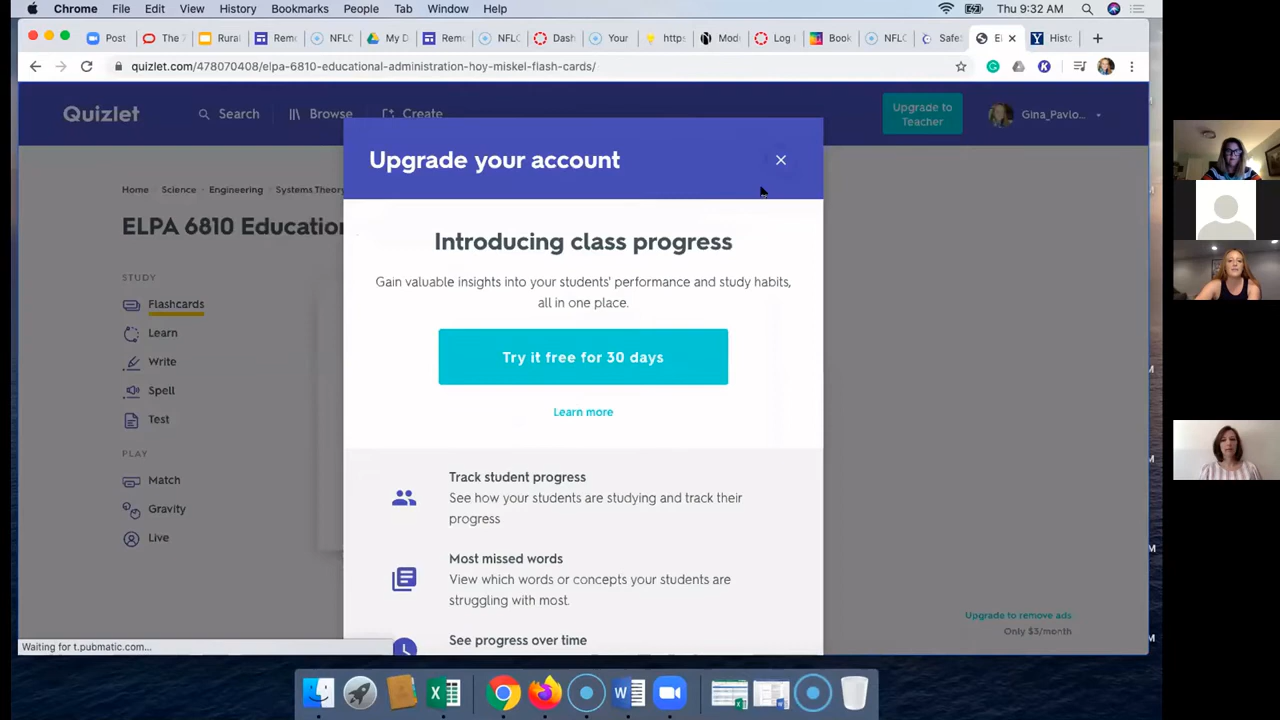 Chrome File Edit View History Bookmarks People Tab Window Help Thu 9:32 AM
Post The Rural Remo NFLC My D Remo NFLC Dash Your https Mod Log Book NFLC Safe Histo
quizlet.com/478070408/elpa-6810-educational-administration-hoy-miskel-flash-cards/
Quizlet Search Browse Create Upgrade to
Teacher Gina_Pavlo...
Upgrade your account
Home Science Engineering Systems Theory
ELPA 6810 Education
Introducing class progress
STUDY
Gain valuable insights into your students' performance and study habits,
all in one place.
Flashcards
Learn
Write
Spell
Test
Try it free for 30 days
Learn more
PLAY
Match
Gravity
Live
Track student progress
See how your students are studying and track their
progress
Most missed words
View which words or concepts your students are
struggling with most.
See progress over time
Upgrade to remove ads
Only $3/month
Waiting for t.pubmatic.com...